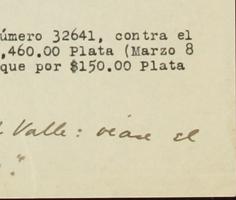 úmero 32641, contra el
,460.00 Plata (Marzo 8
que por $150.00 Plata
Valle: véase el
."